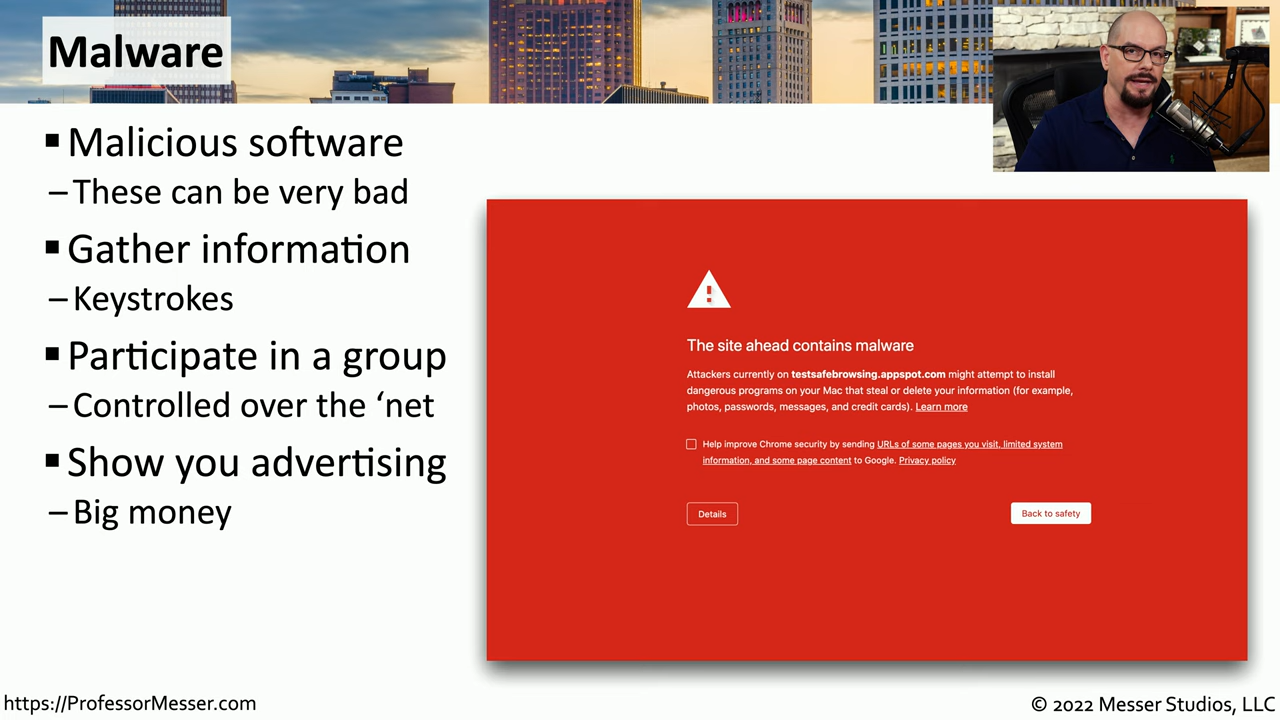 Malware
▪ Malicious software
– These can be very bad
▪ Gather information
– Keystrokes
▪ Participate in a group
– Controlled over the ‘net
▪ Show you advertising
– Big money
The site ahead contains malware
Attackers currently on testsafebrowsing.appspot.com might attempt to install
dangerous programs on your Mac that steal or delete your information (for example,
photos, passwords, messages, and credit cards). Learn more
Help improve Chrome security by sending URLs of some pages you visit, limited system
information, and some page content to Google. Privacy policy
Details
Back to safety
https://ProfessorMesser.com
© 2022 Messer Studios, LLC